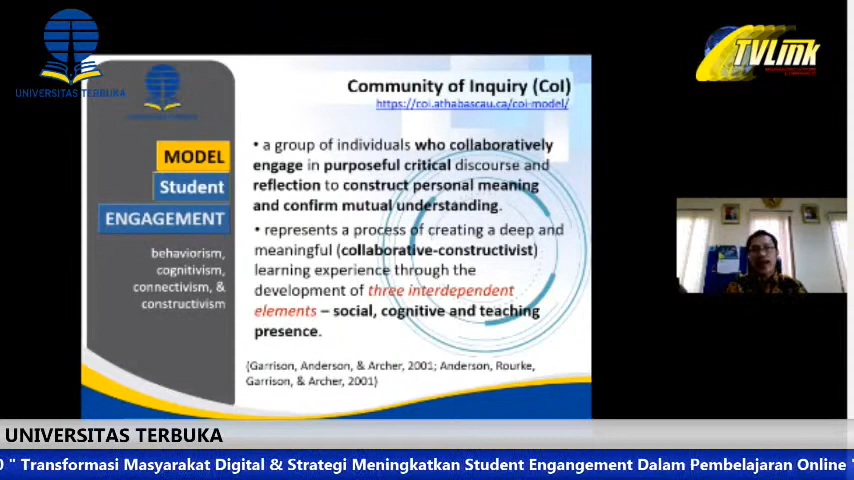 UNIVERSITAS TERBUKA
TVLink
Community of Inquiry (CoI)
https://coi.athabascau.ca/coi-model/
MODEL
Student
ENGAGEMENT
behaviorism,
cognitivism,
connectivism, &
constructivism
• a group of individuals who collaboratively
engage in purposeful critical discourse and
reflection to construct personal meaning
and confirm mutual understanding.
• represents a process of creating a deep and
meaningful (collaborative-constructivist)
learning experience through the
development of three interdependent
elements – social, cognitive and teaching
presence.
(Garrison, Anderson, & Archer, 2001; Anderson, Rourke,
Garrison, & Archer, 2001)
UNIVERSITAS TERBUKA
0 " Transformasi Masyarakat Digital & Strategi Meningkatkan Student Engangement Dalam Pembelajaran Online "